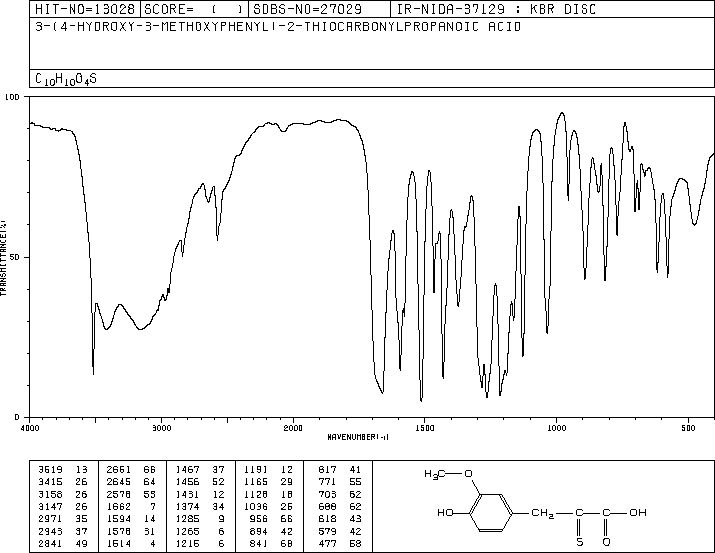 HIT-NO=13028 SCORE= ( ) SDBS-NO=27029 IR-NIDA-37129 : KBR DISC
3-(4-HYDROXY-3-METHOXYPHENYL)-2-THIOCARBONYLPROPANOIC ACID
C10H10O4S
100
50
0
TRANSMITTANCE(%)
4000 3000 2000 1500 1000 500
WAVENUMBER(-1)
3519 13 2661 66 1467 37 1191 12 817 41
3415 26 2645 64 1456 52 1165 29 771 55
3158 26 2578 53 1431 12 1128 18 703 62
3147 26 1662 7 1374 34 1036 25 688 62
2971 35 1594 14 1285 9 956 66 618 43
2943 37 1578 31 1265 6 894 42 579 42
2841 49 1514 4 1215 6 841 68 477 58
H3C O
HO CH2 C C OH
S O